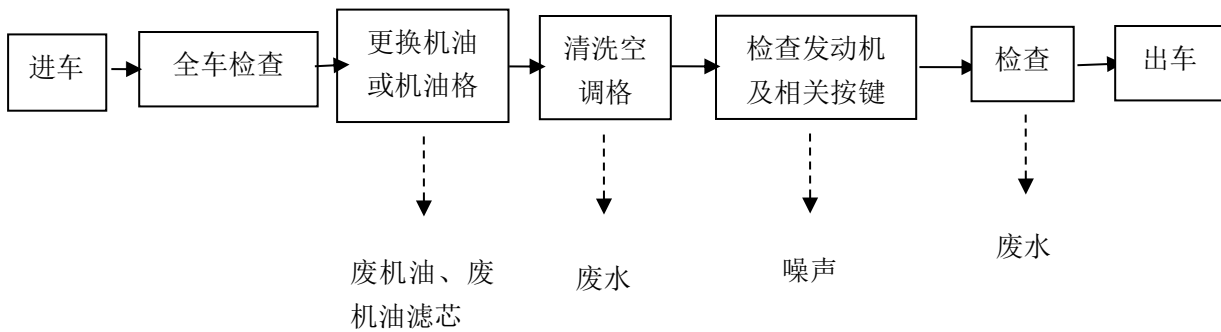 进车
全车检查
更换机油
或机油格
清洗空
调格
检查发动机
及相关按键
检查
出车
废机油、废
机油滤芯
废水
噪声
废水